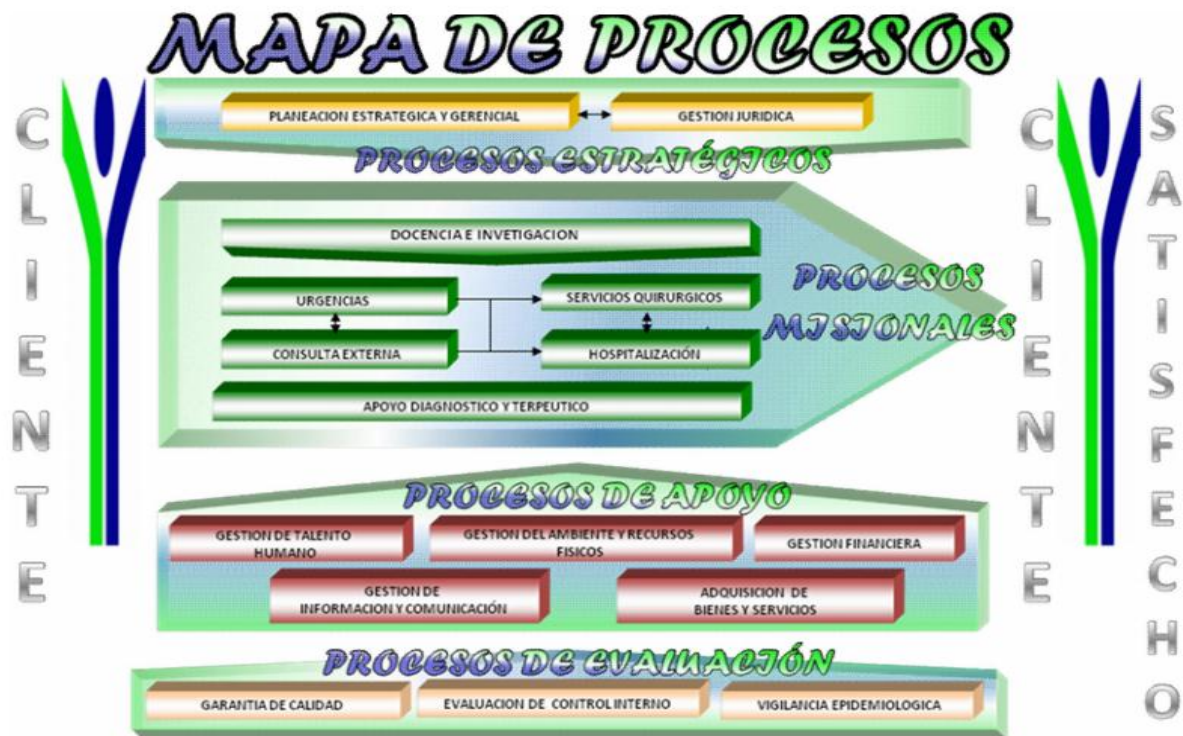 MAPA DE PROCESOS
CLIENTE
PLANEACION ESTRATEGICA Y GERENCIAL
GESTION JURIDICA
PROCESOS ESTRATÉGICOS
DOCENCIA E INVETIGACION
URGENCIAS
SERVICIOS QUIRURGICOS
CONSULTA EXTERNA
HOSPITALIZACIÓN
APOYO DIAGNOSTICO Y TERPEUTICO
PROCESOS
MISIONALES
PROCESOS DE APOYO
GESTION DE TALENTO
HUMANO
GESTION DEL AMBIENTE Y RECURSOS
FISICOS
GESTION FINANCIERA
GESTION DE
INFORMACION Y COMUNICACIÓN
ADQUISICION DE
BIENES Y SERVICIOS
PROCESOS DE EVALUACIÓN
GARANTIA DE CALIDAD
EVALUACION DE CONTROL INTERNO
VIGILANCIA EPIDEMIOLOGICA
CLIENTE
SATISFECHO